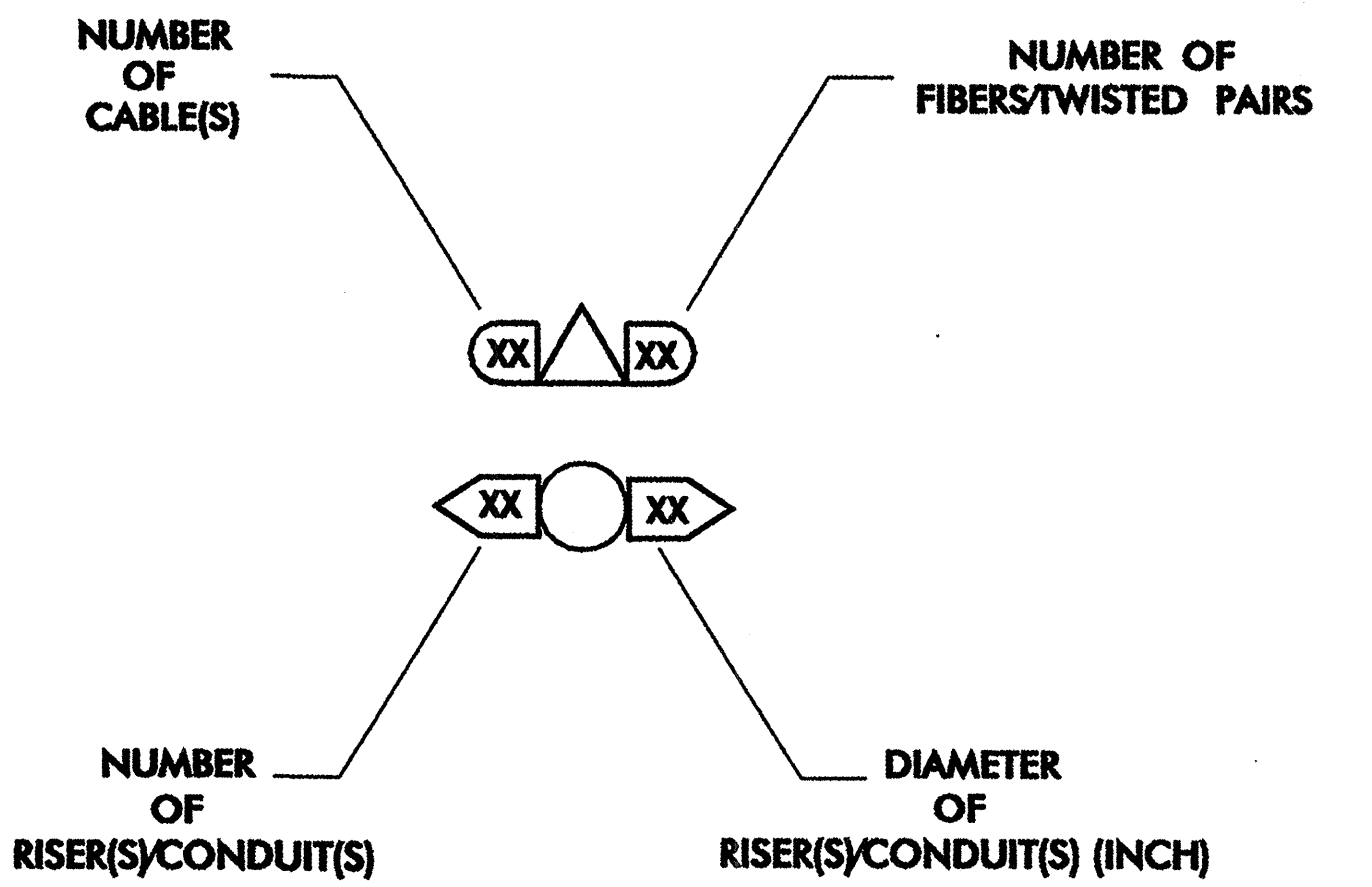 NUMBER
OF
CABLE(S)
NUMBER OF
FIBERS/TWISTED PAIRS
XX XX
XX XX
NUMBER
OF
RISER(S)/CONDUIT(S)
DIAMETER
OF
RISER(S)/CONDUIT(S) (INCH)